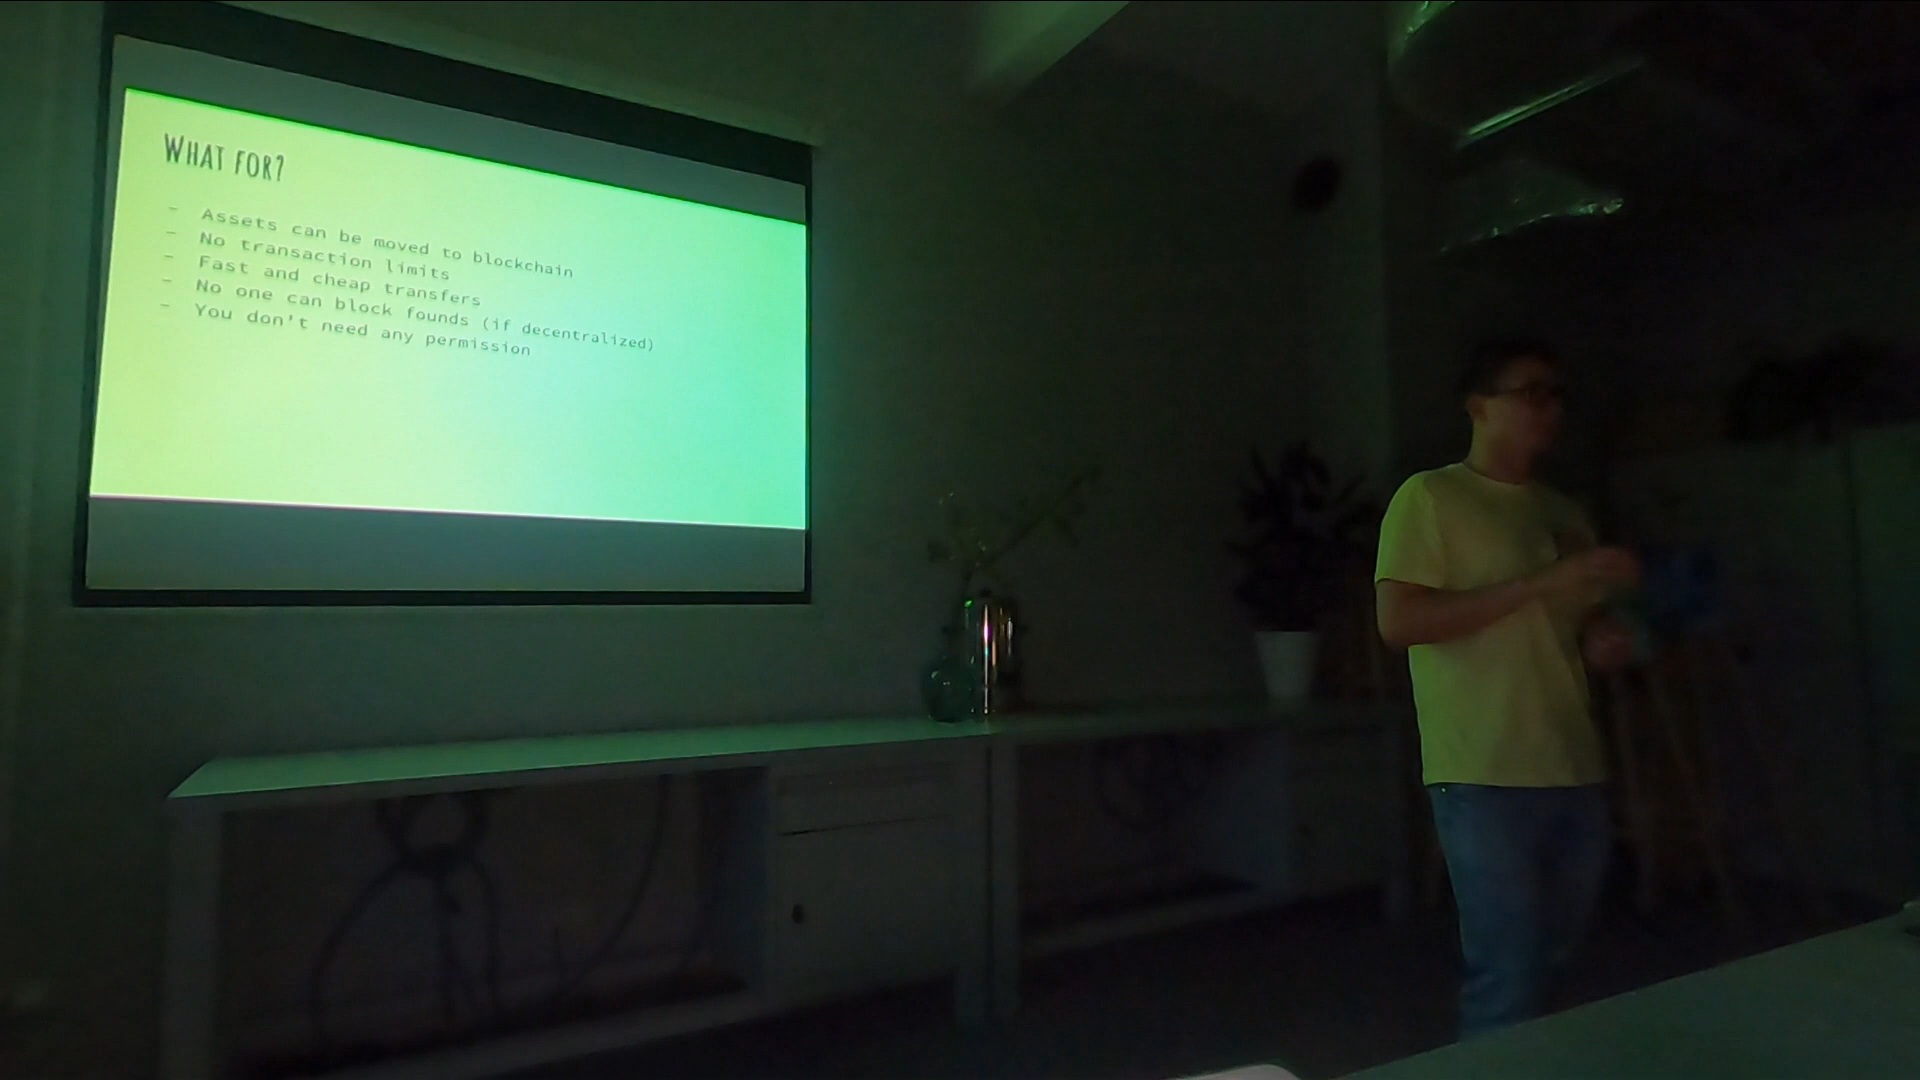 WHAT FOR?
- Assets can be moved to blockchain
- No transaction limits
- Fast and cheap transfers
- No one can block founds (if decentralized)
- You don't need any permission